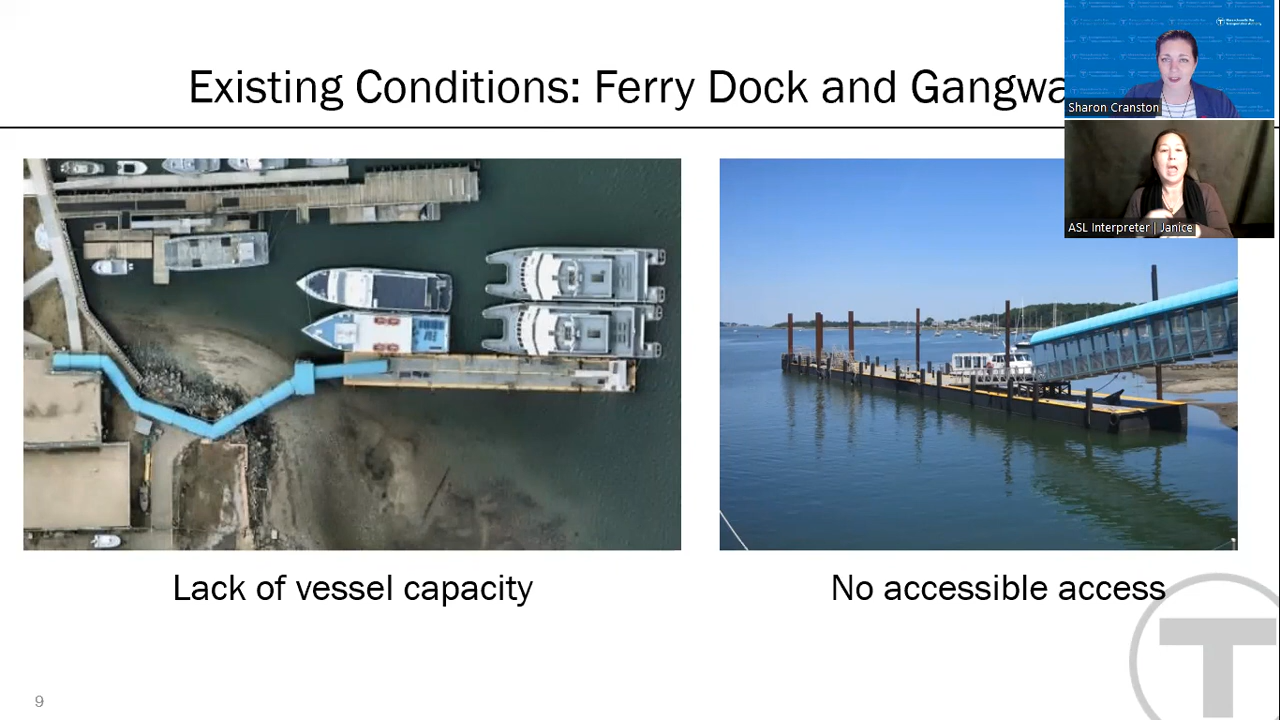 Existing Conditions: Ferry Dock and Gangwa
Sharon Cranston
ASL Interpreter | Janice
Lack of vessel capacity
No accessible access
T
9